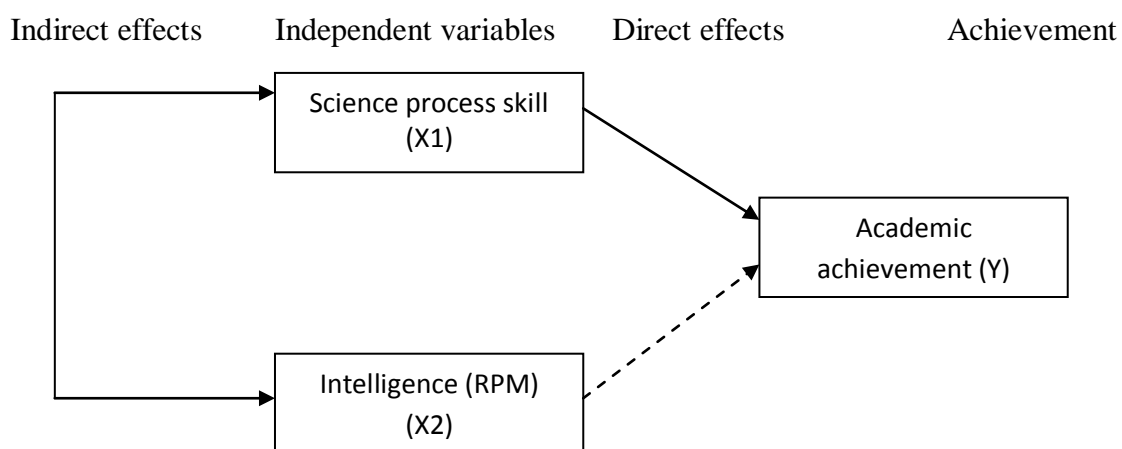 Indirect effects Independent variables Direct effects Achievement
Science process skill
(X1)
Academic
achievement (Y)
Intelligence (RPM)
(X2)